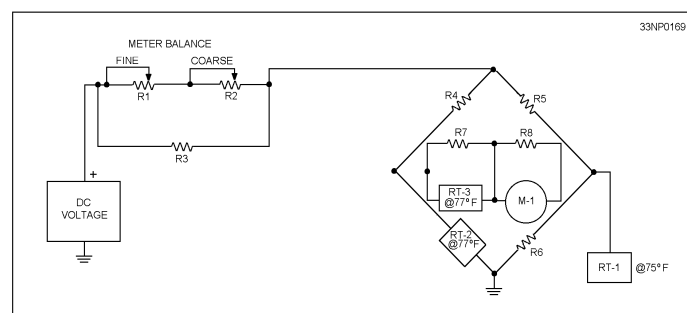 33NP0169
METER BALANCE
FINE COARSE
R1 R2
R3
+
DC
VOLTAGE
R4 R5
R7 R8
RT-3
@77°F
M-1
RT-2
@77°F
R6
RT-1 @75°F